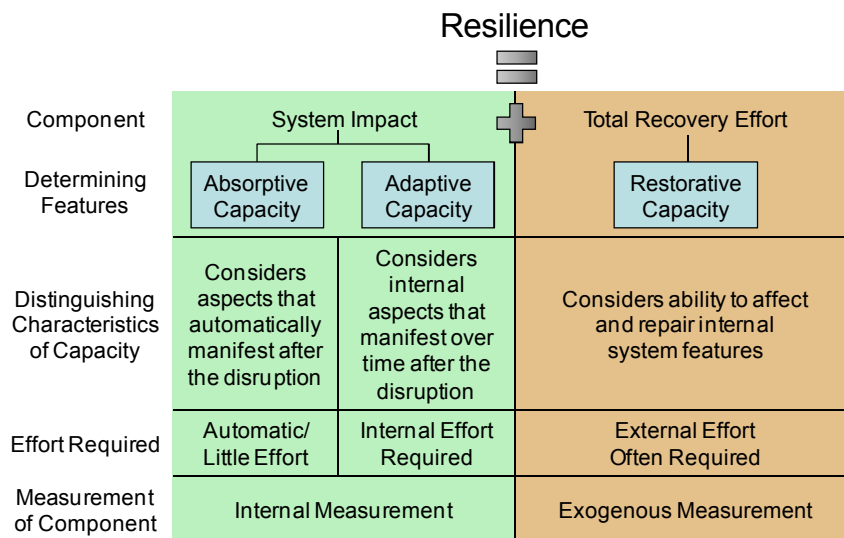 Resilience
Component
System Impact
Total Recovery Effort
Determining
Features
Absorptive
Capacity
Adaptive
Capacity
Restorative
Capacity
Distinguishing
Characteristics
of Capacity
Considers
aspects that
automatically
manifest after
the disruption
Considers
internal
aspects that
manifest over
time after the
disruption
Considers ability to affect
and repair internal
system features
Effort Required
Automatic/
Little Effort
Internal Effort
Required
External Effort
Often Required
Measurement
of Component
Internal Measurement
Exogenous Measurement